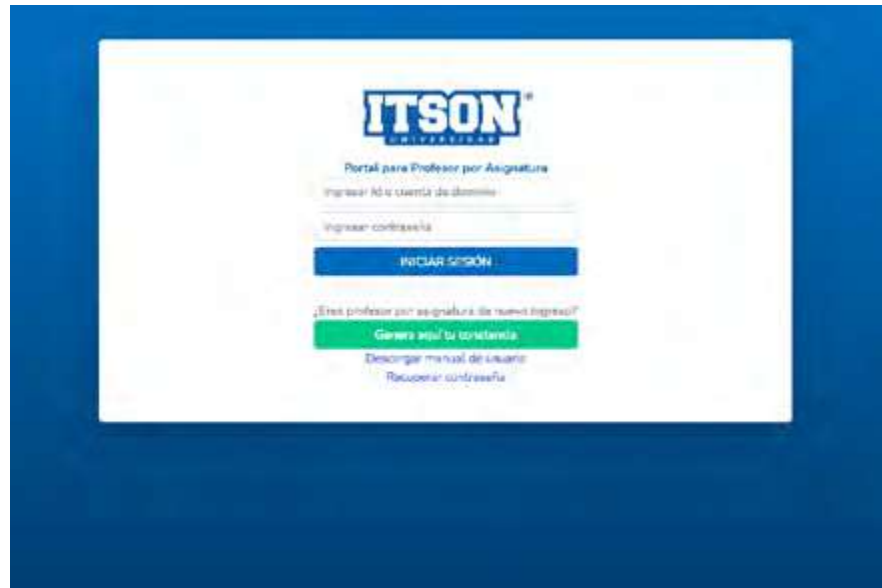 ITSON
UNIVERSIDAD
Portal para Profesor por Asignatura
Ingresar Id o cuenta de dominio
Ingresar contraseña
INICIAR SESIÓN
¿Eres profesor por asignatura de nuevo ingreso?
Genera aquí tu constancia
Descargar manual de usuario
Recuperar contraseña